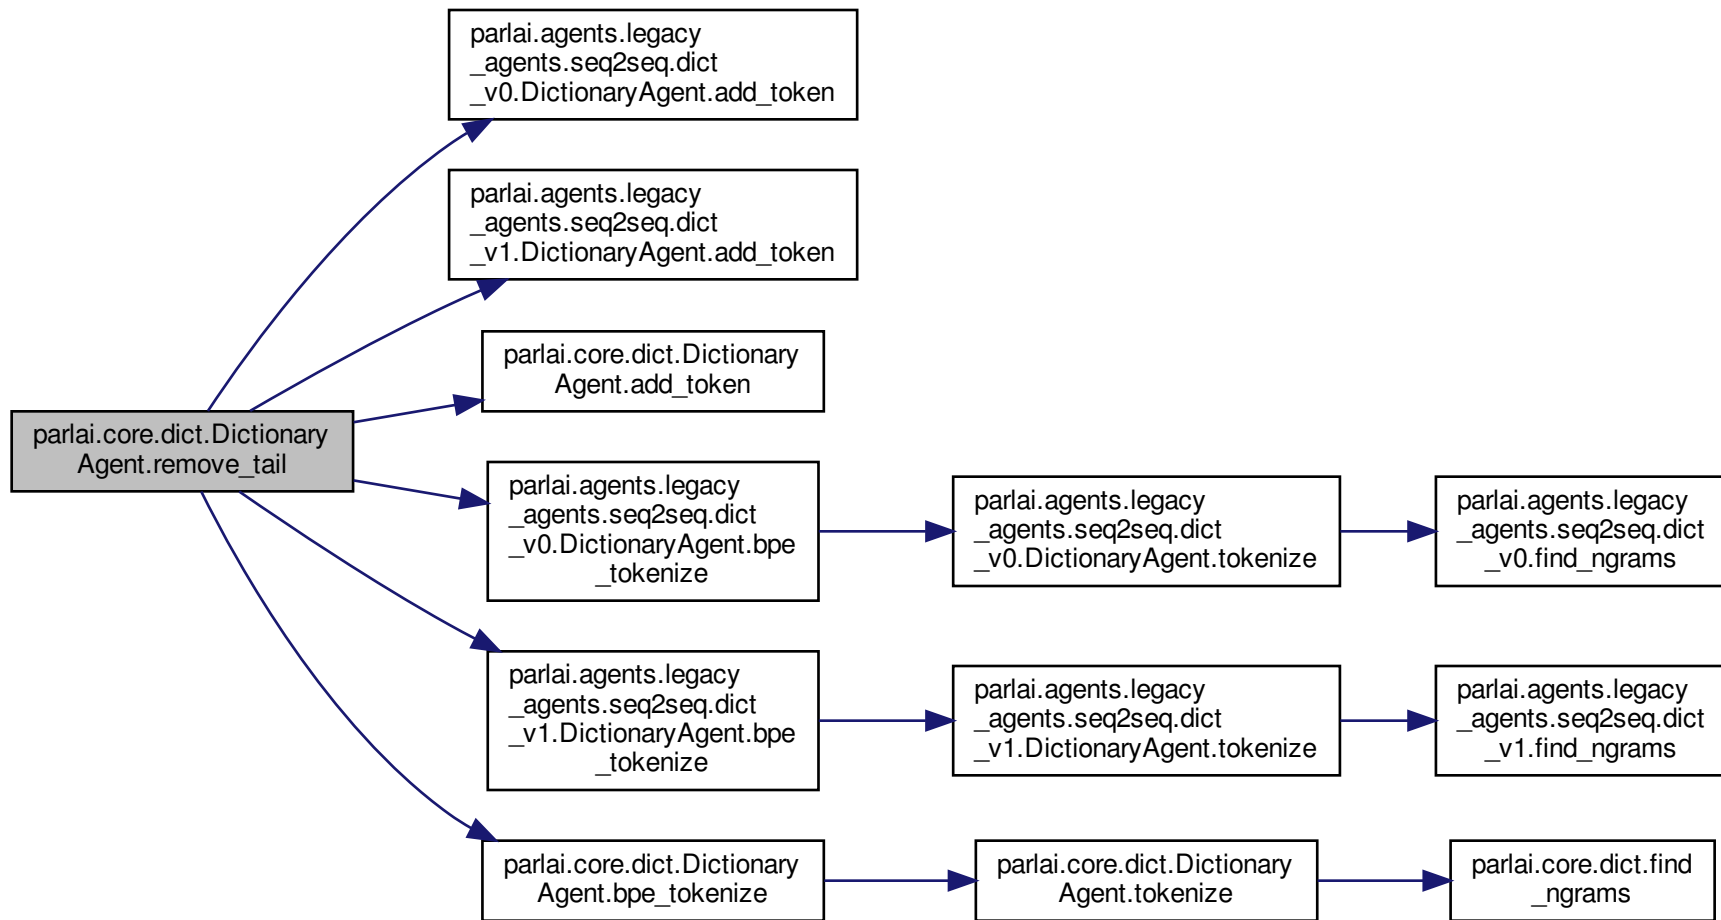 parlai.agents.legacy
_agents.seq2seq.dict
_v0.DictionaryAgent.add_token
parlai.agents.legacy
_agents.seq2seq.dict
_v1.DictionaryAgent.add_token
parlai.core.dict.Dictionary
Agent.add_token
parlai.core.dict.Dictionary
Agent.remove_tail
parlai.agents.legacy
_agents.seq2seq.dict
_v0.DictionaryAgent.bpe
_tokenize
parlai.agents.legacy
_agents.seq2seq.dict
_v0.DictionaryAgent.tokenize
parlai.agents.legacy
_agents.seq2seq.dict
_v0.find_ngrams
parlai.agents.legacy
_agents.seq2seq.dict
_v1.DictionaryAgent.bpe
_tokenize
parlai.agents.legacy
_agents.seq2seq.dict
_v1.DictionaryAgent.tokenize
parlai.agents.legacy
_agents.seq2seq.dict
_v1.find_ngrams
parlai.core.dict.Dictionary
Agent.bpe_tokenize
parlai.core.dict.Dictionary
Agent.tokenize
parlai.core.dict.find
_ngrams